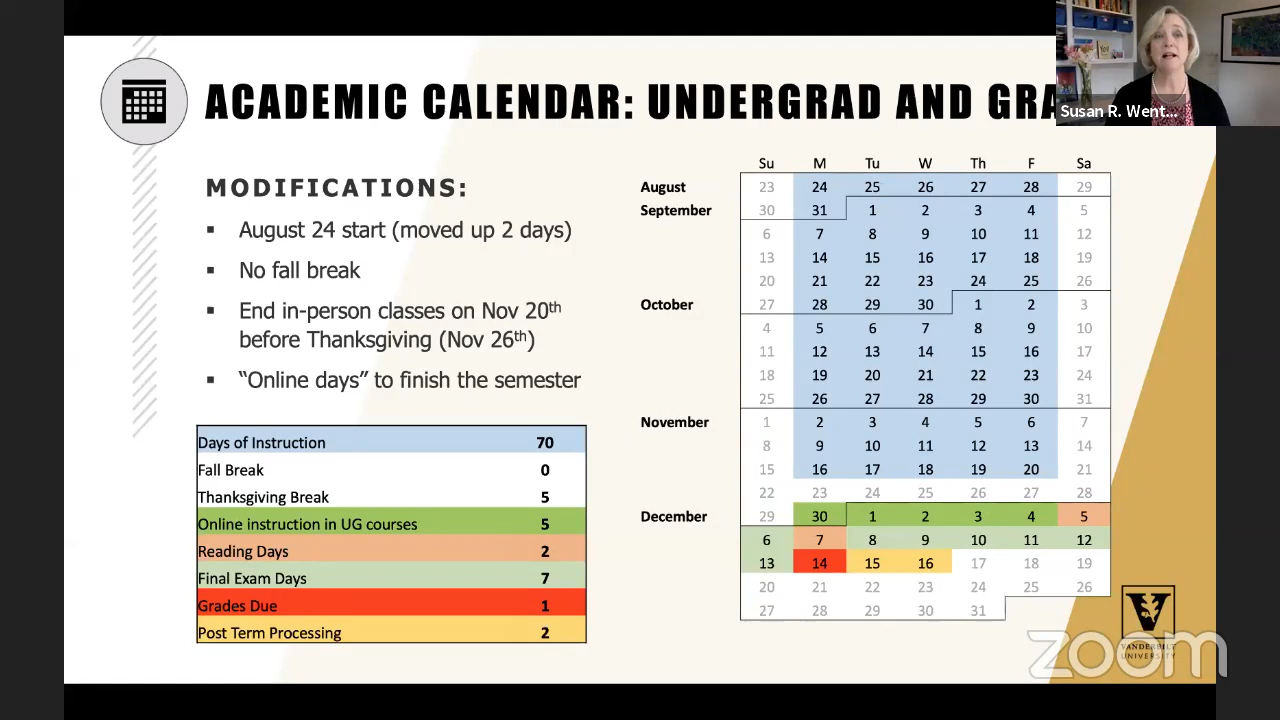 ACADEMIC CALENDAR: UNDERGRAD AND GRA
Susan R. Went...
MODIFICATIONS:
▪ August 24 start (moved up 2 days)
▪ No fall break
▪ End in-person classes on Nov 20th
before Thanksgiving (Nov 26th)
▪ “Online days” to finish the semester
Days of Instruction 70
Fall Break 0
Thanksgiving Break 5
Online instruction in UG courses 5
Reading Days 2
Final Exam Days 7
Grades Due 1
Post Term Processing 2
Su M Tu W Th F Sa
August 23 24 25 26 27 28 29
September 30 31 1 2 3 4 5
6 7 8 9 10 11 12
13 14 15 16 17 18 19
20 21 22 23 24 25 26
October 27 28 29 30 1 2 3
4 5 6 7 8 9 10
11 12 13 14 15 16 17
18 19 20 21 22 23 24
25 26 27 28 29 30 31
November 1 2 3 4 5 6 7
8 9 10 11 12 13 14
15 16 17 18 19 20 21
22 23 24 25 26 27 28
December 29 30 1 2 3 4 5
6 7 8 9 10 11 12
13 14 15 16 17 18 19
20 21 22 23 24 25 26
27 28 29 30 31
V
VANDERBILT
UNIVERSITY
zoom